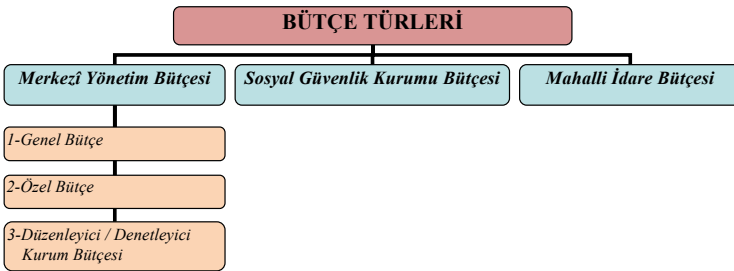 BÜTÇE TÜRLERİ
Merkezî Yönetim Bütçesi
Sosyal Güvenlik Kurumu Bütçesi
Mahalli İdare Bütçesi
1-Genel Bütçe
2-Özel Bütçe
3-Düzenleyici / Denetleyici
Kurum Bütçesi